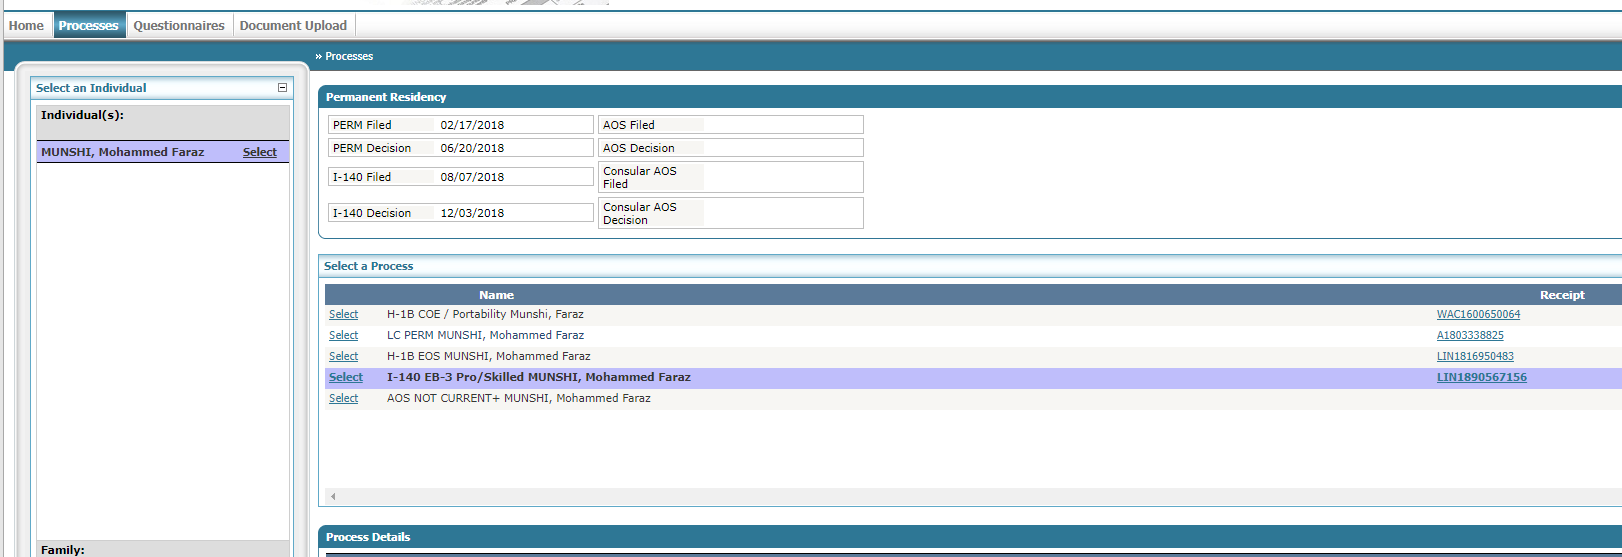 Home Processes Questionnaires Document Upload
» Processes
Select an Individual
Individual(s):
MUNSHI, Mohammed Faraz Select
Family:
Permanent Residency
PERM Filed 02/17/2018 AOS Filed
PERM Decision 06/20/2018 AOS Decision
I-140 Filed 08/07/2018 Consular AOS
Filed
I-140 Decision 12/03/2018 Consular AOS
Decision
Select a Process
Name Receipt
Select H-1B COE / Portability Munshi, Faraz WAC1600650064
Select LC PERM MUNSHI, Mohammed Faraz A1803338825
Select H-1B EOS MUNSHI, Mohammed Faraz LIN1816950483
Select I-140 EB-3 Pro/Skilled MUNSHI, Mohammed Faraz LIN1890567156
Select AOS NOT CURRENT+ MUNSHI, Mohammed Faraz
Process Details